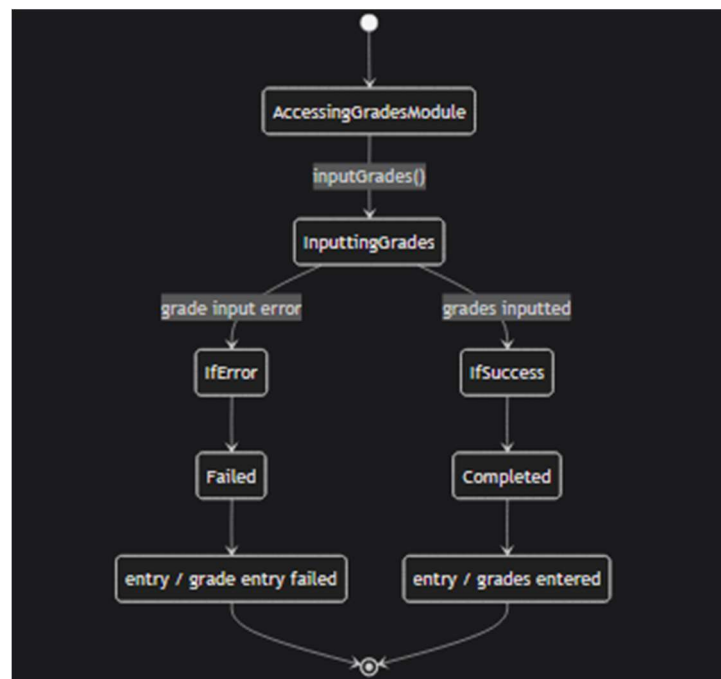 AccessingGradesModule
inputGrades()
InputtingGrades
grade input error
grades inputted
IfError
IfSuccess
Failed
Completed
entry / grade entry failed
entry / grades entered